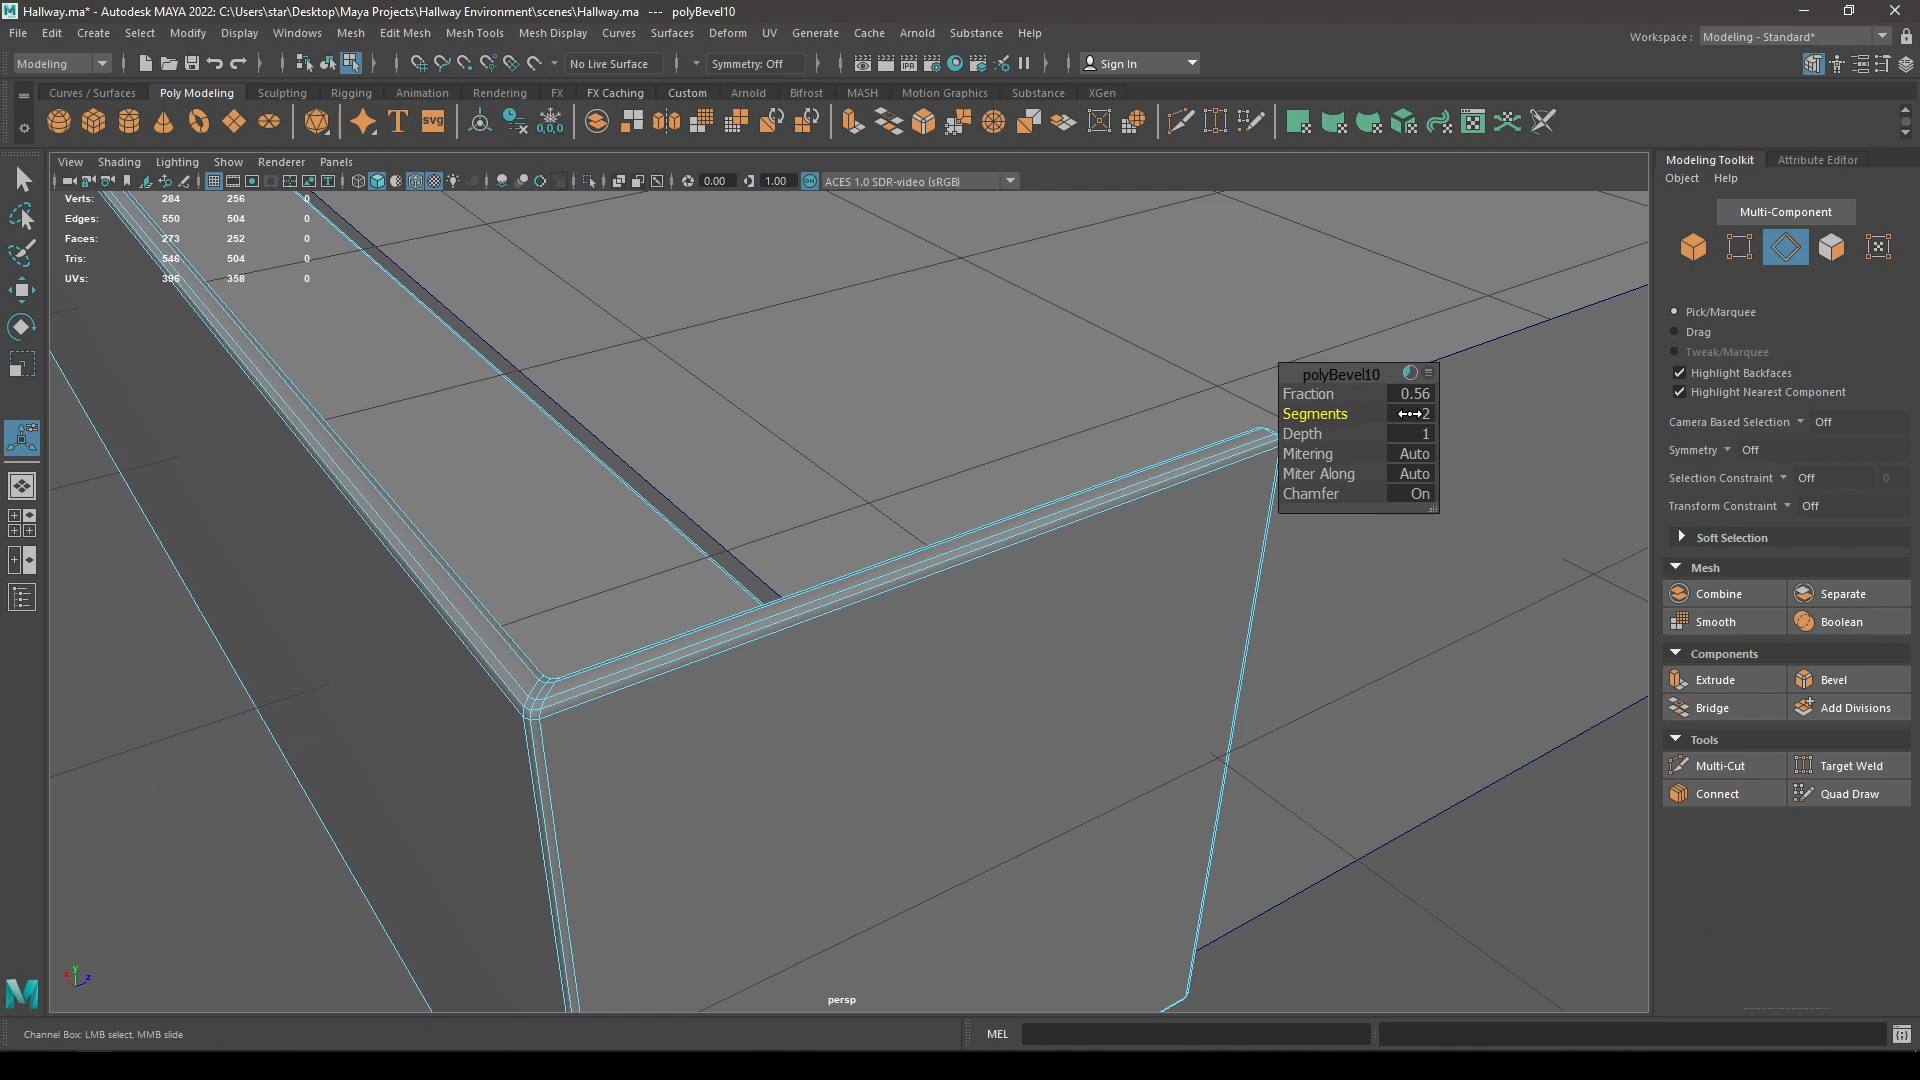 Hallway.ma* - Autodesk MAYA 2022: C:\Users\star\Desktop\Maya Projects\Hallway Environment\scenes\Hallway.ma --- polyBevel10
File Edit Create Select Modify Display Windows Mesh Edit Mesh Mesh Tools Mesh Display Curves Surfaces Deform UV Generate Cache Arnold Substance Help
Workspace : Modeling - Standard*
Modeling No Live Surface Symmetry: Off Sign In
Curves / Surfaces Poly Modeling Sculpting Rigging Animation Rendering FX FX Caching Custom Arnold Bifrost MASH Motion Graphics Substance XGen
View Shading Lighting Show Renderer Panels
0.00 1.00 ACES 1.0 SDR-video (sRGB)
Verts: 284 256 0
Edges: 550 504 0
Faces: 273 252 0
Tris: 546 504 0
UVs: 396 358 0
polyBevel10
Fraction 0.56
Segments 2
Depth 1
Mitering Auto
Miter Along Auto
Chamfer On
persp
Modeling Toolkit Attribute Editor
Object Help
Multi-Component
Pick/Marquee
Drag
Tweak/Marquee
Highlight Backfaces
Highlight Nearest Component
Camera Based Selection Off
Symmetry Off
Selection Constraint Off 0
Transform Constraint Off
Soft Selection
Mesh
Combine Separate
Smooth Boolean
Components
Extrude Bevel
Bridge Add Divisions
Tools
Multi-Cut Target Weld
Connect Quad Draw
Channel Box: LMB select, MMB slide
MEL